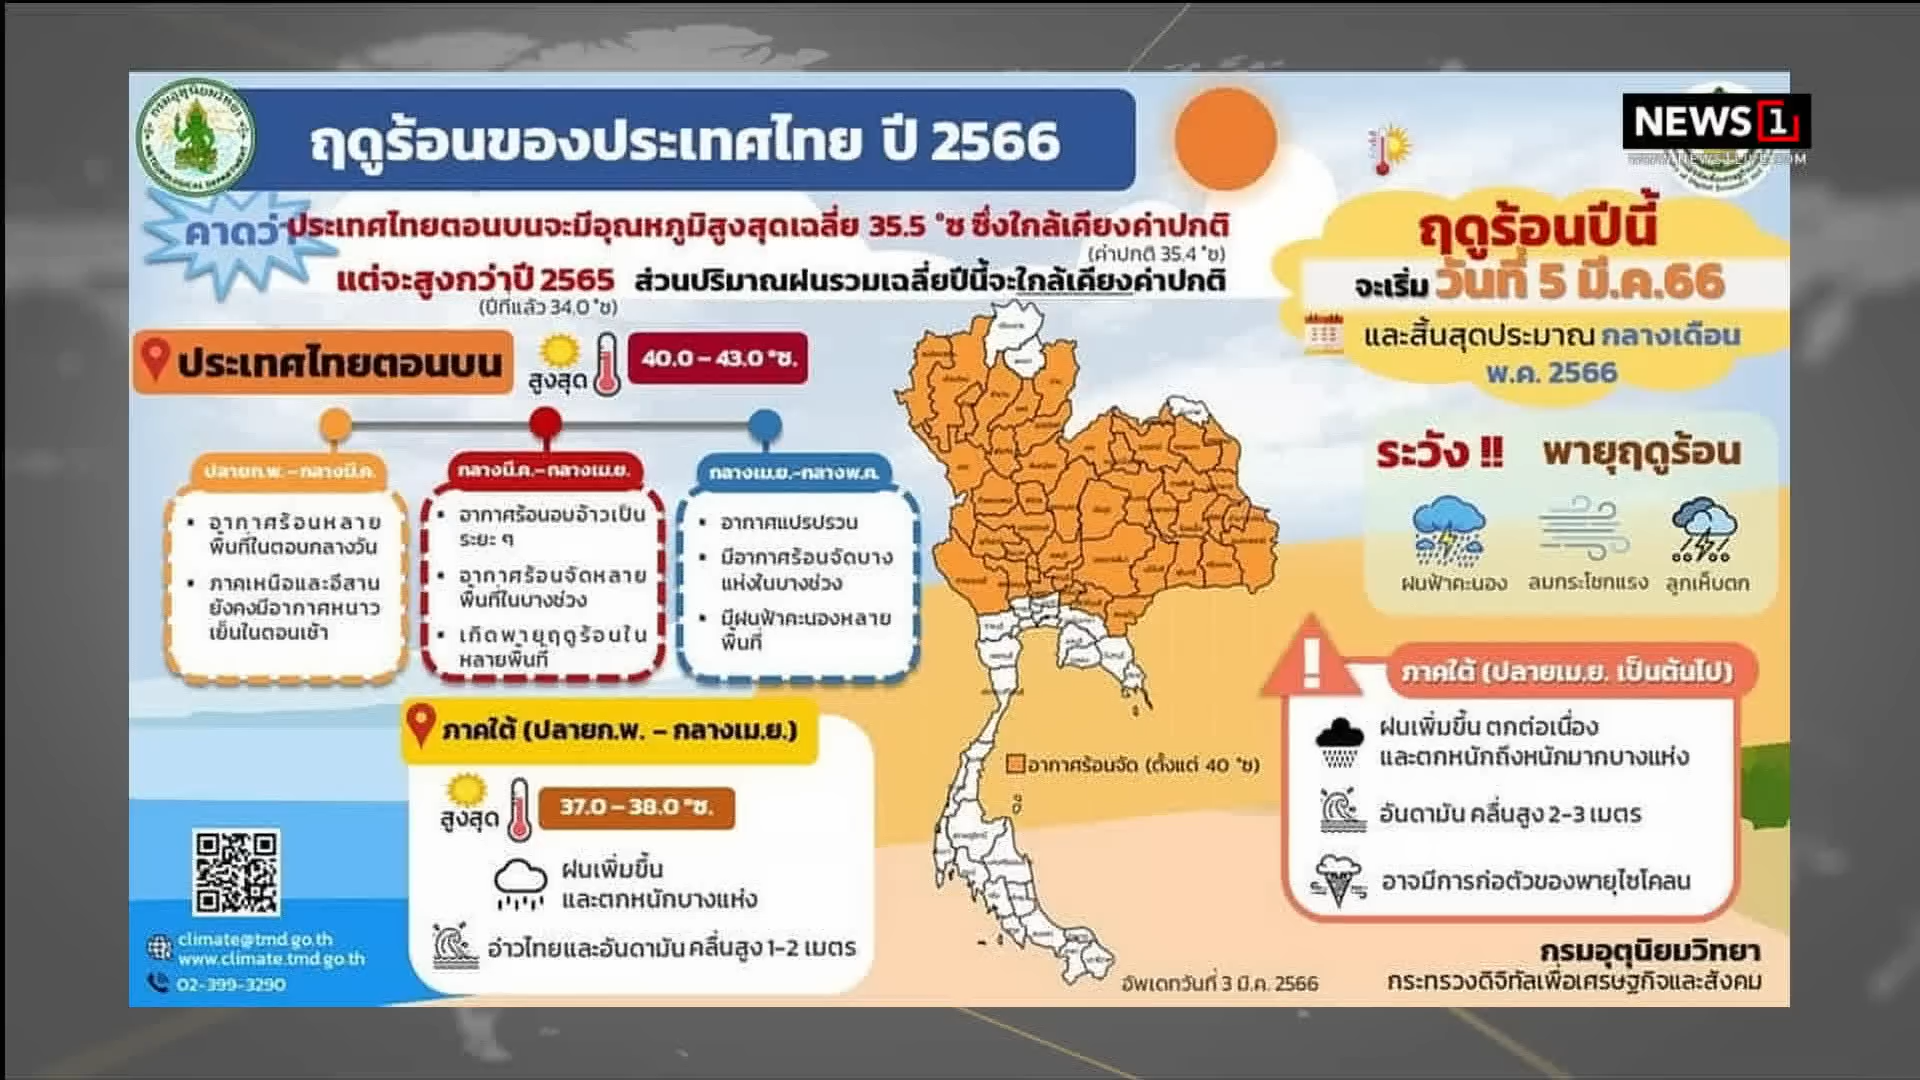 NEWS 1
WWW.NEWS1LIVE.COM
ฤดูร้อนของประเทศไทย ปี 2566
กรมอุตุนิยมวิทยา
METEOROLOGICAL DEPARTMENT
คาดว่า
ประเทศไทยตอนบนจะมีอุณหภูมิสูงสุดเฉลี่ย 35.5 °ซ ซึ่งใกล้เคียงค่าปกติ
(ค่าปกติ 35.4 °ซ)
แต่จะสูงกว่าปี 2565 ส่วนปริมาณฝนรวมเฉลี่ยปีนี้จะใกล้เคียงค่าปกติ
(ปีที่แล้ว 34.0 °ซ)
ฤดูร้อนปีนี้
จะเริ่ม วันที่ 5 มี.ค.66
และสิ้นสุดประมาณ กลางเดือน
พ.ค. 2566
ประเทศไทยตอนบน
สูงสุด
40.0 – 43.0 °ซ.
ปลายก.พ. – กลางมี.ค.
▪ อากาศร้อนหลาย
พื้นที่ในตอนกลางวัน
▪ ภาคเหนือและอีสาน
ยังคงมีอากาศหนาว
เย็นในตอนเช้า
กลางมี.ค.–กลางเม.ย.
▪ อากาศร้อนอบอ้าวเป็น
ระยะ ๆ
▪ อากาศร้อนจัดหลาย
พื้นที่ในบางช่วง
▪ เกิดพายุฤดูร้อนใน
หลายพื้นที่
กลางเม.ย.-กลางพ.ค.
▪ อากาศแปรปรวน
▪ มีอากาศร้อนจัดบาง
แห่งในบางช่วง
▪ มีฝนฟ้าคะนองหลาย
พื้นที่
ระวัง !! พายุฤดูร้อน
ฝนฟ้าคะนอง ลมกระโชกแรง ลูกเห็บตก
ภาคใต้ (ปลายก.พ. – กลางเม.ย.)
สูงสุด
37.0 – 38.0 °ซ.
ฝนเพิ่มขึ้น
และตกหนักบางแห่ง
อ่าวไทยและอันดามัน คลื่นสูง 1-2 เมตร
อากาศร้อนจัด (ตั้งแต่ 40 °ซ)
ภาคใต้ (ปลายเม.ย. เป็นต้นไป)
ฝนเพิ่มขึ้น ตกต่อเนื่อง
และตกหนักถึงหนักมากบางแห่ง
อันดามัน คลื่นสูง 2-3 เมตร
อาจมีการก่อตัวของพายุไซโคลน
climate@tmd.go.th
www.climate.tmd.go.th
02-399-3290
อัพเดทวันที่ 3 มี.ค. 2566
กรมอุตุนิยมวิทยา
กระทรวงดิจิทัลเพื่อเศรษฐกิจและสังคม